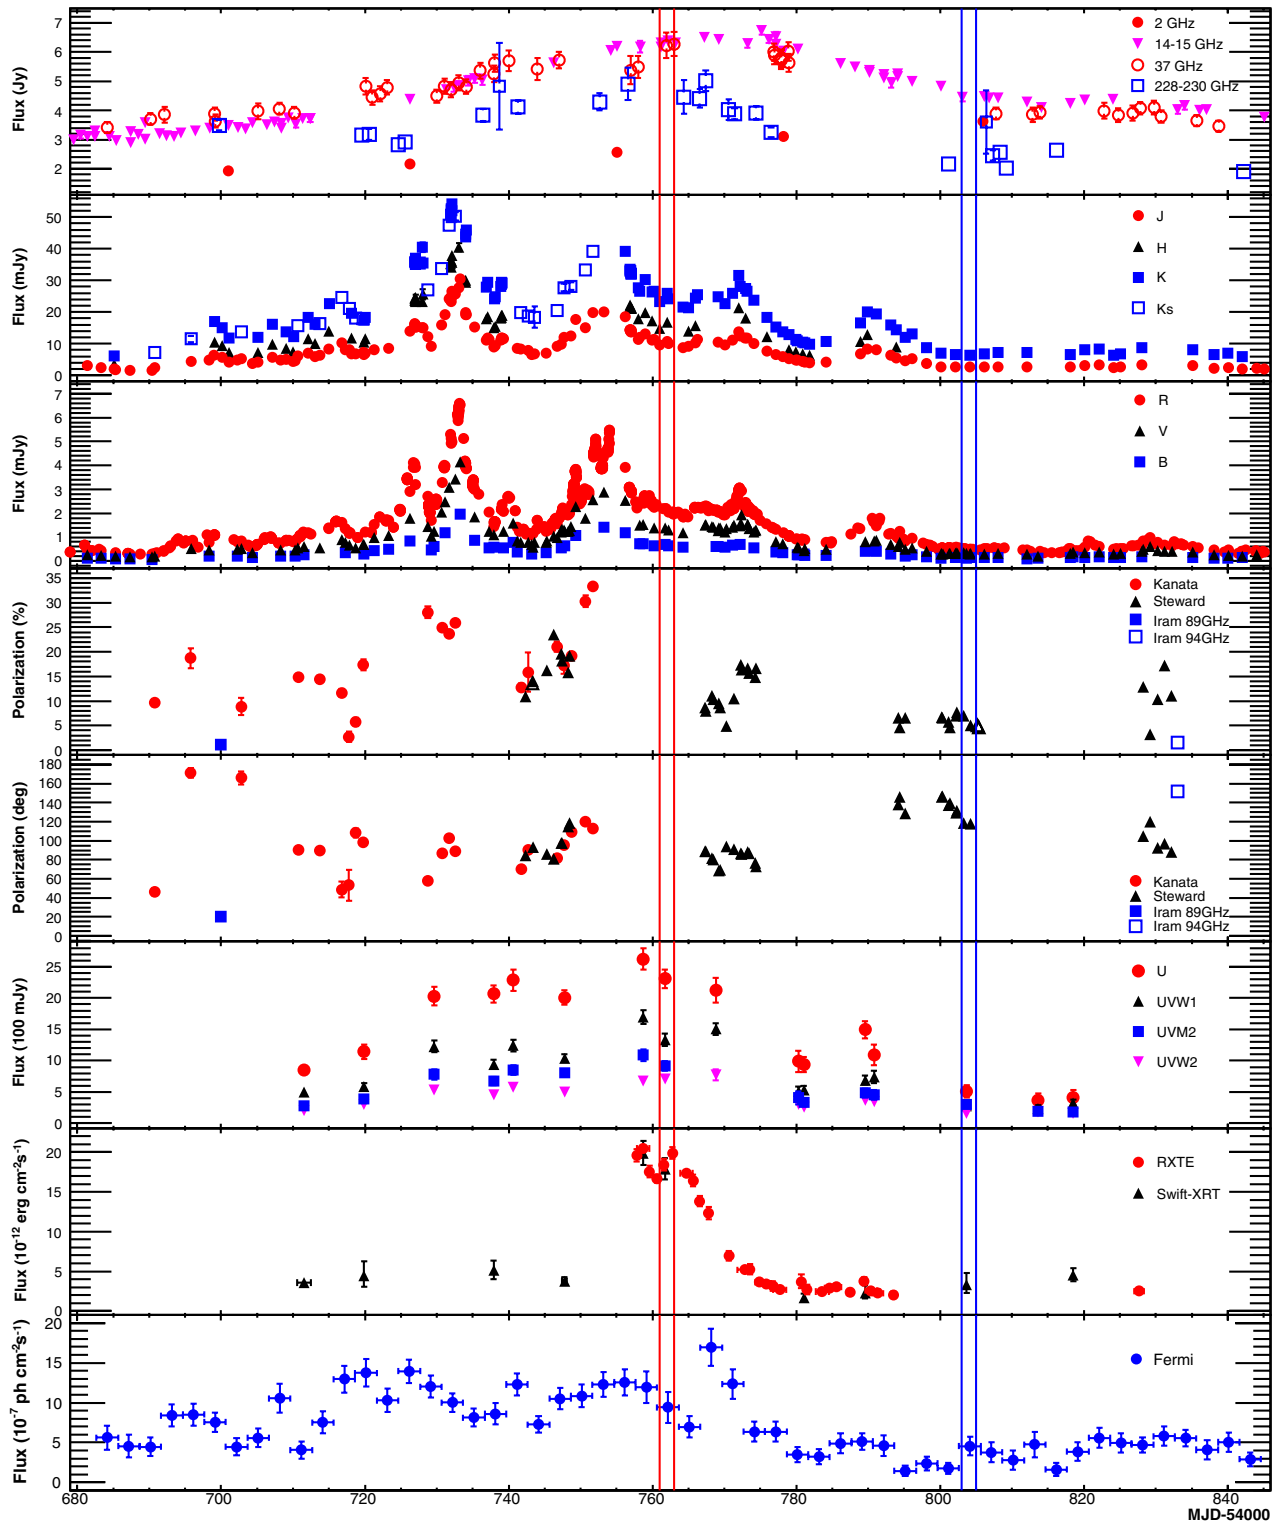 Flux (Jy)
7
6
5
4
3
2
2 GHz
14-15 GHz
37 GHz
228-230 GHz
Flux (mJy)
50
40
30
20
10
0
J
H
K
Ks
Flux (mJy)
7
6
5
4
3
2
1
0
R
V
B
Polarization (%)
35
30
25
20
15
10
5
0
Kanata
Steward
Iram 89GHz
Iram 94GHz
Polarization (deg)
180
160
140
120
100
80
60
40
20
0
Kanata
Steward
Iram 89GHz
Iram 94GHz
Flux (100 mJy)
25
20
15
10
5
0
U
UVW1
UVM2
UVW2
Flux (10⁻¹² erg cm⁻²s⁻¹)
20
15
10
5
0
RXTE
Swift-XRT
Flux (10⁻⁷ ph cm⁻²s⁻¹)
20
15
10
5
0
Fermi
680 700 720 740 760 780 800 820 840
MJD-54000